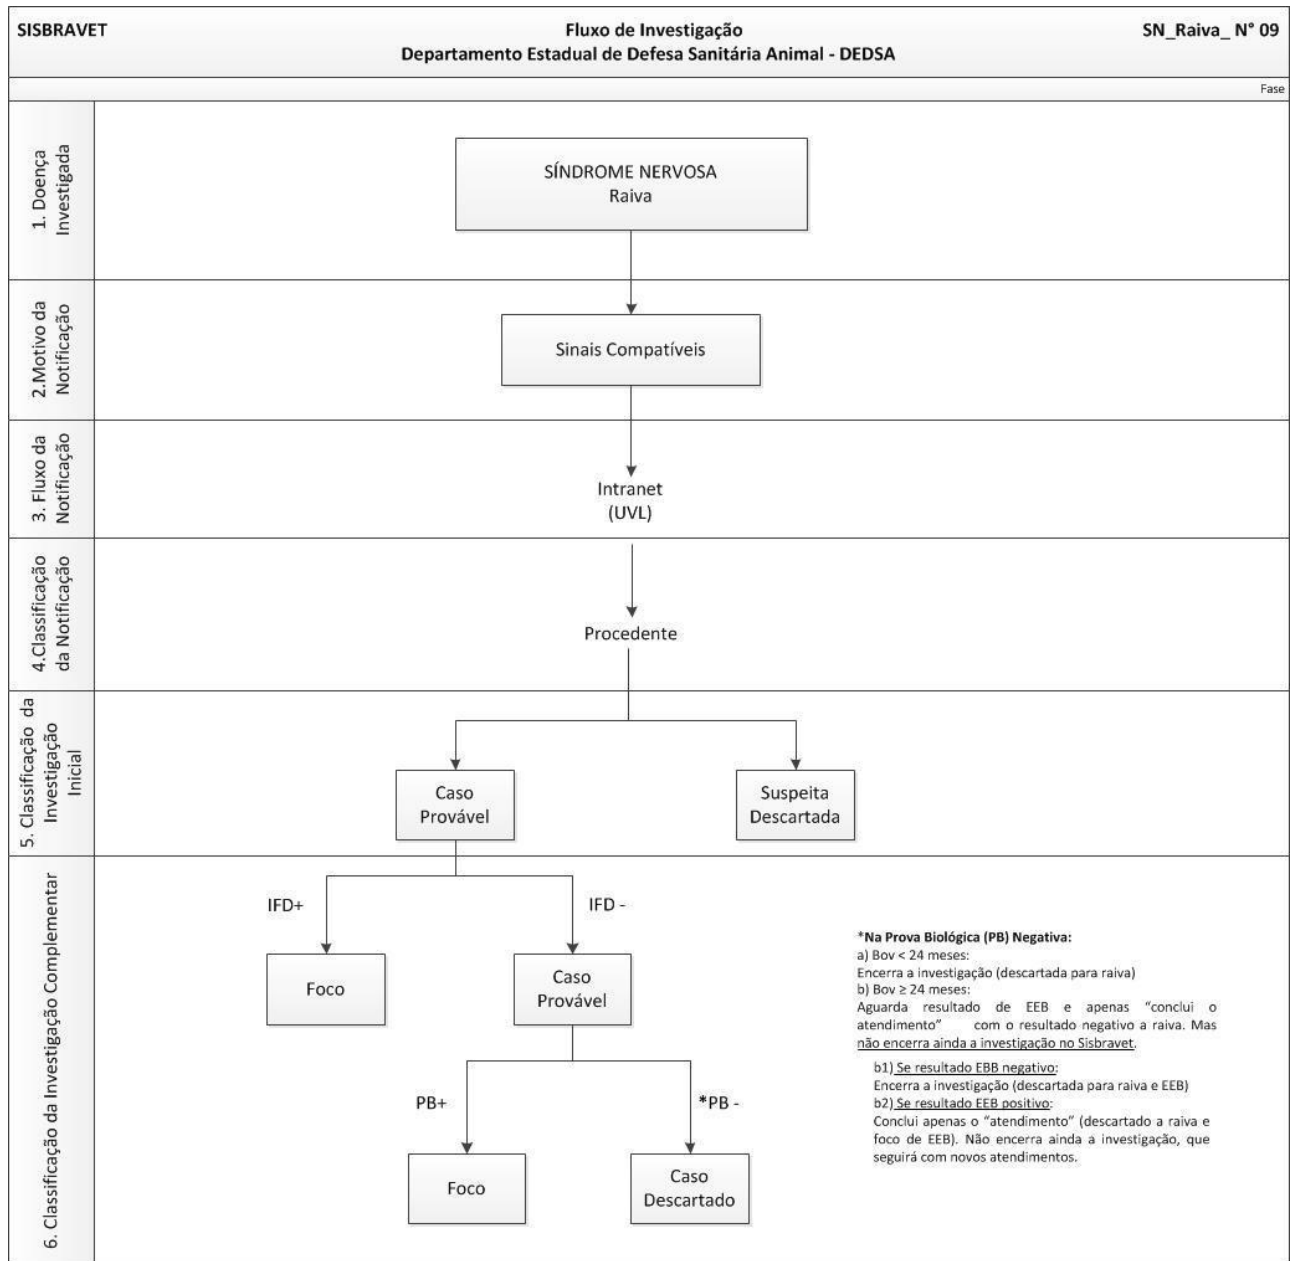 SISBRAVET
Fluxo de Investigação
Departamento Estadual de Defesa Sanitária Animal - DEDSA
SN_Raiva_ N° 09
Fase
1. Doença
Investigada
SÍNDROME NERVOSA
Raiva
2.Motivo da
Notificação
Sinais Compatíveis
3. Fluxo da
Notificação
Intranet
(UVL)
4.Classificação
da Notificação
Procedente
5. Classificação da
Investigação
Inicial
Caso
Provável
Suspeita
Descartada
6. Classificação da Investigação Complementar
IFD+
IFD -
Foco
Caso
Provável
PB+
*PB -
Foco
Caso
Descartado
*Na Prova Biológica (PB) Negativa:
a) Bov < 24 meses:
Encerra a investigação (descartada para raiva)
b) Bov ≥ 24 meses:
Aguarda resultado de EEB e apenas “conclui o
atendimento” com o resultado negativo a raiva. Mas
não encerra ainda a investigação no Sisbravet.
b1) Se resultado EBB negativo:
Encerra a investigação (descartada para raiva e EEB)
b2) Se resultado EEB positivo:
Conclui apenas o “atendimento” (descartado a raiva e
foco de EEB). Não encerra ainda a investigação, que
seguirá com novos atendimentos.